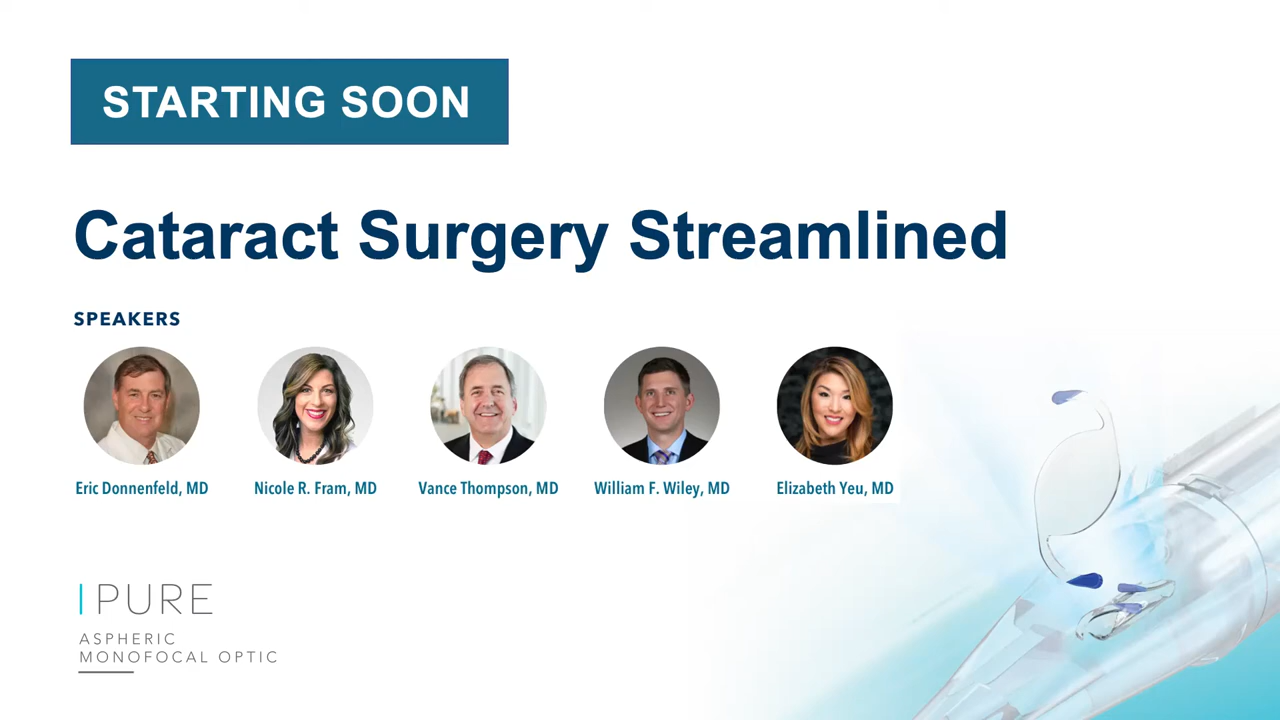 STARTING SOON
Cataract Surgery Streamlined
SPEAKERS
Eric Donnenfeld, MD
Nicole R. Fram, MD
Vance Thompson, MD
William F. Wiley, MD
Elizabeth Yeu, MD
| PURE
ASPHERIC
MONOFOCAL OPTIC